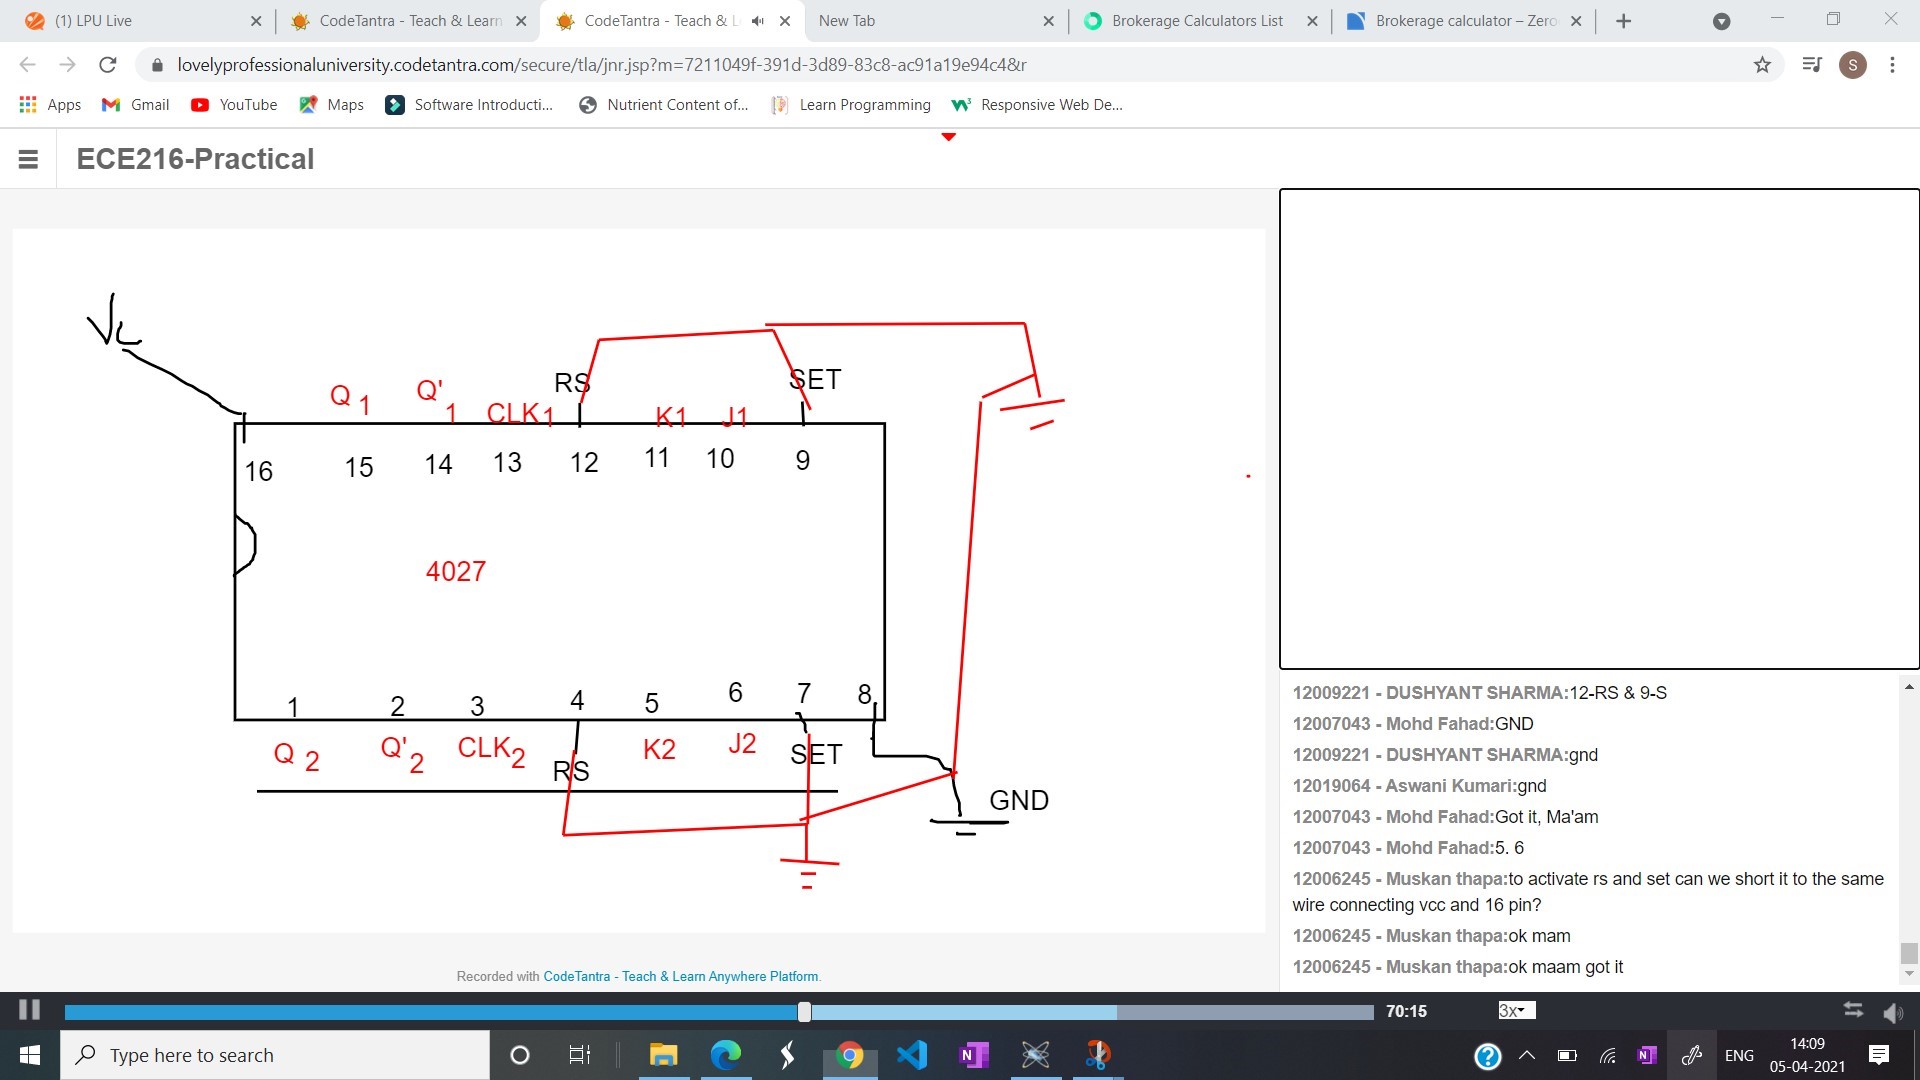 (1) LPU Live
CodeTantra - Teach & Learn
CodeTantra - Teach & L
New Tab
Brokerage Calculators List
Brokerage calculator – Zero
lovelyprofessionaluniversity.codetantra.com/secure/tla/jnr.jsp?m=7211049f-391d-3d89-83c8-ac91a19e94c4&r
S
Apps
Gmail
YouTube
Maps
Software Introducti...
Nutrient Content of...
Learn Programming
Responsive Web De...
ECE216-Practical
Vc
Q 1
Q' 1
CLK1
RS
K1
J1
SET
16 15 14 13 12 11 10 9
4027
1 2 3 4 5 6 7 8
Q 2
Q' 2
CLK2
RS
K2
J2
SET
GND
12009221 - DUSHYANT SHARMA:12-RS & 9-S
12007043 - Mohd Fahad:GND
12009221 - DUSHYANT SHARMA:gnd
12019064 - Aswani Kumari:gnd
12007043 - Mohd Fahad:Got it, Ma'am
12007043 - Mohd Fahad:5. 6
12006245 - Muskan thapa:to activate rs and set can we short it to the same
wire connecting vcc and 16 pin?
12006245 - Muskan thapa:ok mam
12006245 - Muskan thapa:ok maam got it
Recorded with CodeTantra - Teach & Learn Anywhere Platform.
70:15
3x
Type here to search
ENG
14:09
05-04-2021